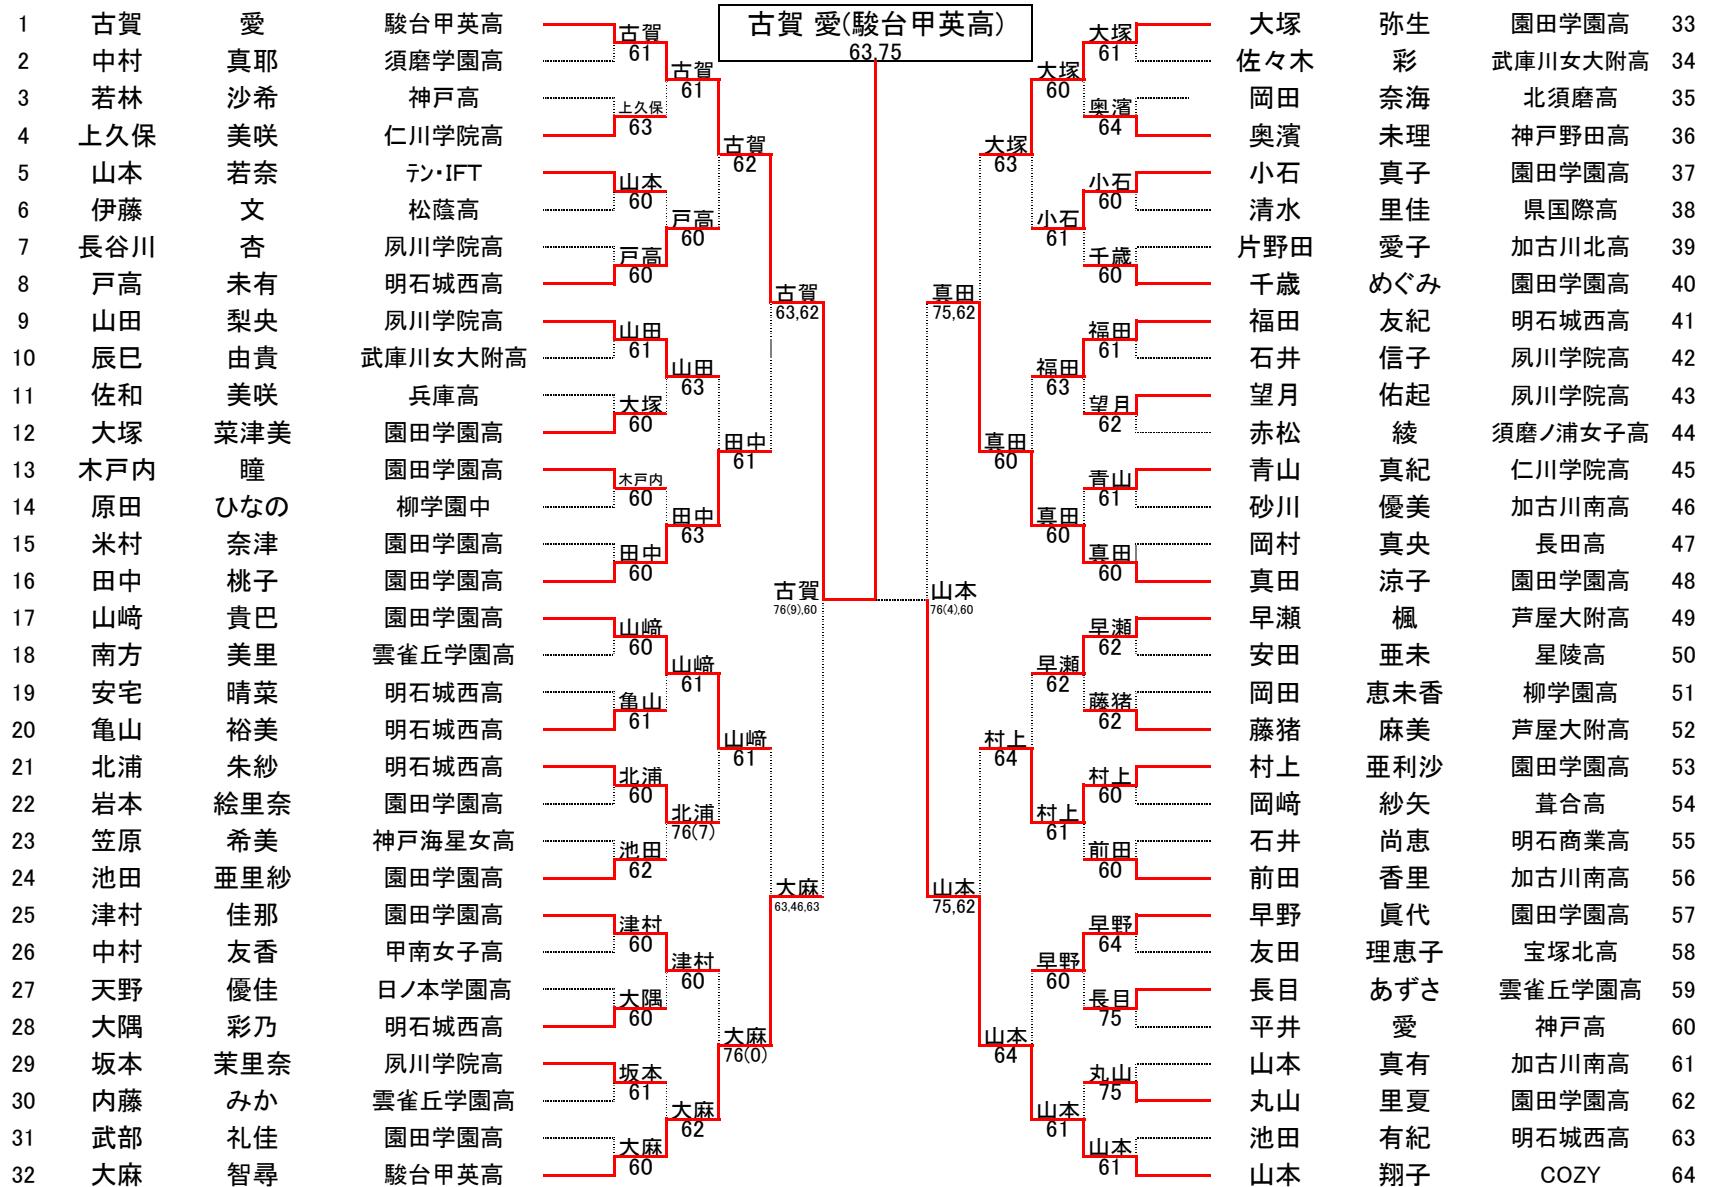 古賀 愛(駿台甲英高)
63,75
1 古賀 愛 駿台甲英高
2 中村 真耶 須磨学園高
3 若林 沙希 神戸高
4 上久保 美咲 仁川学院高
5 山本 若奈 テン・IFT
6 伊藤 文 松蔭高
7 長谷川 杏 夙川学院高
8 戸高 未有 明石城西高
9 山田 梨央 夙川学院高
10 辰巳 由貴 武庫川女大附高
11 佐和 美咲 兵庫高
12 大塚 菜津美 園田学園高
13 木戸内 瞳 園田学園高
14 原田 ひなの 柳学園中
15 米村 奈津 園田学園高
16 田中 桃子 園田学園高
17 山﨑 貴巴 園田学園高
18 南方 美里 雲雀丘学園高
19 安宅 晴菜 明石城西高
20 亀山 裕美 明石城西高
21 北浦 朱紗 明石城西高
22 岩本 絵里奈 園田学園高
23 笠原 希美 神戸海星女高
24 池田 亜里紗 園田学園高
25 津村 佳那 園田学園高
26 中村 友香 甲南女子高
27 天野 優佳 日ノ本学園高
28 大隅 彩乃 明石城西高
29 坂本 茉里奈 夙川学院高
30 内藤 みか 雲雀丘学園高
31 武部 礼佳 園田学園高
32 大麻 智尋 駿台甲英高
古賀
61
上久保
63
山本
60
戸高
60
山田
61
大塚
60
木戸内
60
田中
60
山﨑
60
亀山
61
北浦
60
池田
62
津村
60
大隅
60
坂本
61
大麻
60
古賀
61
戸高
60
山田
63
田中
63
山﨑
61
北浦
76(7)
津村
60
大麻
62
古賀
62
田中
61
山﨑
61
大麻
76(0)
古賀
63,62
大麻
63,46,63
古賀
76(9),60
山本
76(4),60
真田
75,62
山本
75,62
大塚
63
真田
60
村上
64
山本
64
大塚
60
小石
61
福田
63
真田
60
早瀬
62
村上
61
早野
60
山本
61
大塚
61
奥濱
64
小石
60
千歳
60
福田
61
望月
62
青山
61
真田
60
早瀬
62
藤猪
62
村上
60
前田
60
早野
64
長目
75
丸山
75
山本
61
大塚 弥生 園田学園高 33
佐々木 彩 武庫川女大附高 34
岡田 奈海 北須磨高 35
奥濱 未理 神戸野田高 36
小石 真子 園田学園高 37
清水 里佳 県国際高 38
片野田 愛子 加古川北高 39
千歳 めぐみ 園田学園高 40
福田 友紀 明石城西高 41
石井 信子 夙川学院高 42
望月 佑起 夙川学院高 43
赤松 綾 須磨ノ浦女子高 44
青山 真紀 仁川学院高 45
砂川 優美 加古川南高 46
岡村 真央 長田高 47
真田 涼子 園田学園高 48
早瀬 楓 芦屋大附高 49
安田 亜未 星陵高 50
岡田 恵未香 柳学園高 51
藤猪 麻美 芦屋大附高 52
村上 亜利沙 園田学園高 53
岡﨑 紗矢 葺合高 54
石井 尚恵 明石商業高 55
前田 香里 加古川南高 56
早野 眞代 園田学園高 57
友田 理恵子 宝塚北高 58
長目 あずさ 雲雀丘学園高 59
平井 愛 神戸高 60
山本 真有 加古川南高 61
丸山 里夏 園田学園高 62
池田 有紀 明石城西高 63
山本 翔子 COZY 64